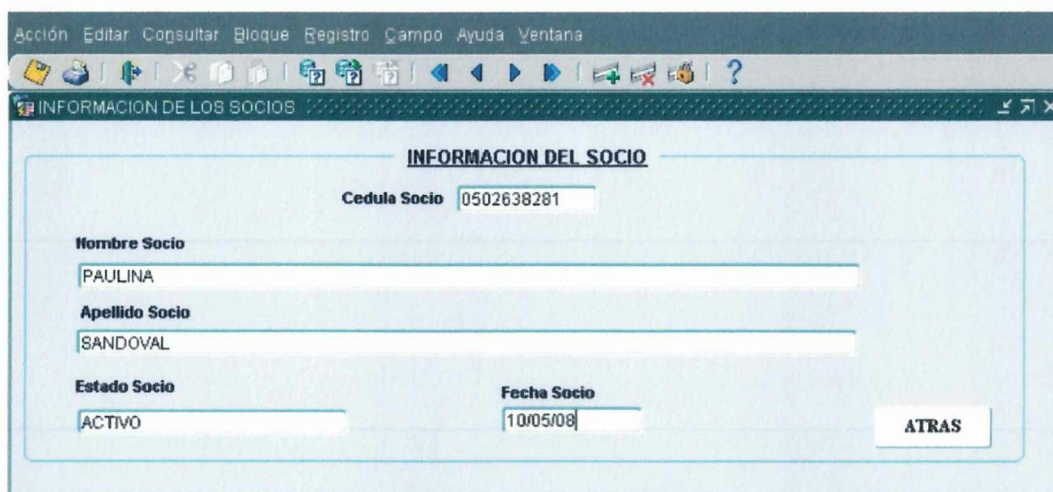 Acción Editar Consultar Bloque Registro Campo Ayuda Ventana
INFORMACION DE LOS SOCIOS
INFORMACION DEL SOCIO
Cedula Socio 0502638281
Nombre Socio
PAULINA
Apellido Socio
SANDOVAL
Estado Socio Fecha Socio
ACTIVO 10/05/08 ATRAS